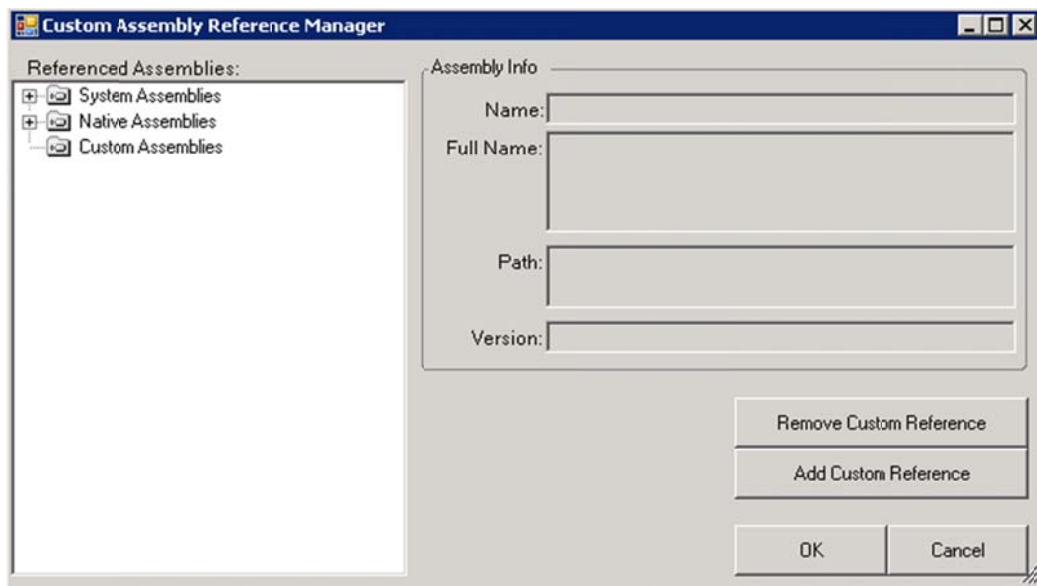 Custom Assembly Reference Manager
Referenced Assemblies:
System Assemblies
Native Assemblies
Custom Assemblies
Assembly Info
Name:
Full Name:
Path:
Version:
Remove Custom Reference
Add Custom Reference
OK
Cancel